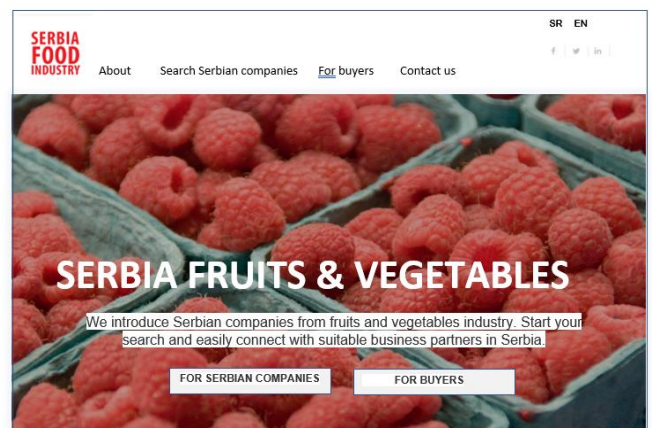 SR EN
SERBIA
FOOD
INDUSTRY
About Search Serbian companies For buyers Contact us
SERBIA FRUITS & VEGETABLES
We introduce Serbian companies from fruits and vegetables industry. Start your
search and easily connect with suitable business partners in Serbia.
FOR SERBIAN COMPANIES FOR BUYERS